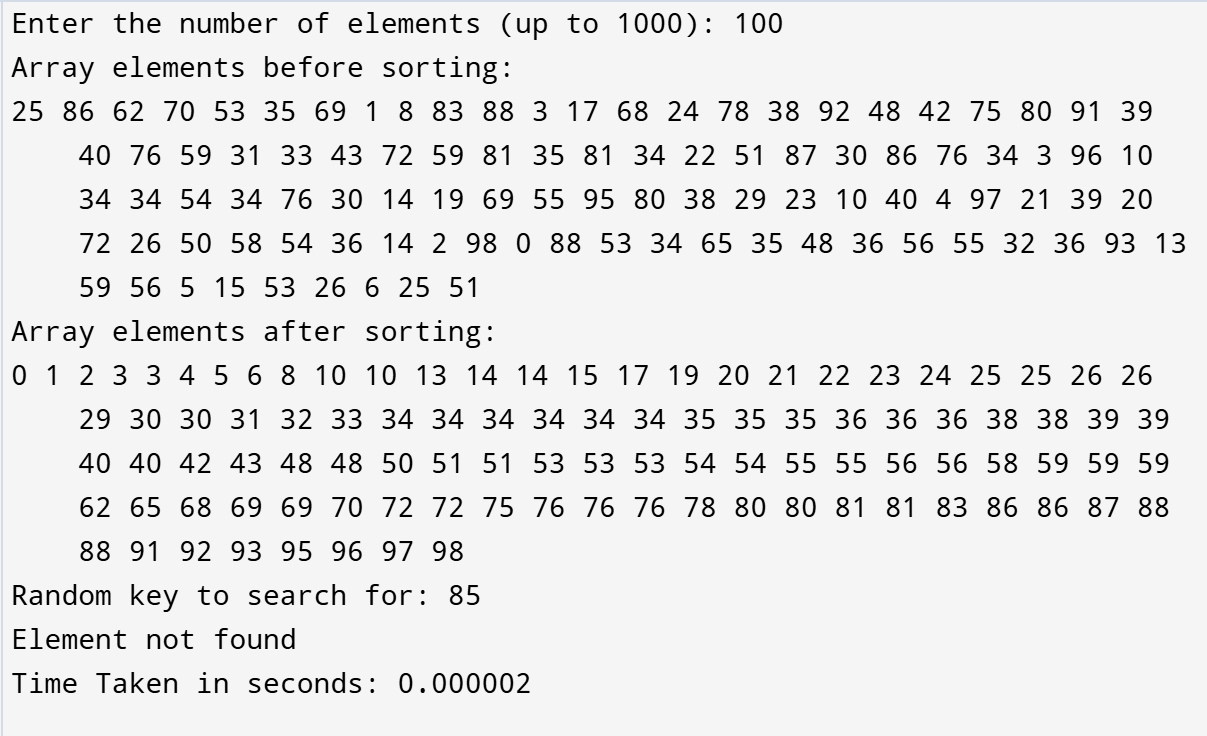 Enter the number of elements (up to 1000): 100
Array elements before sorting:
25 86 62 70 53 35 69 1 8 83 88 3 17 68 24 78 38 92 48 42 75 80 91 39
40 76 59 31 33 43 72 59 81 35 81 34 22 51 87 30 86 76 34 3 96 10
34 34 54 34 76 30 14 19 69 55 95 80 38 29 23 10 40 4 97 21 39 20
72 26 50 58 54 36 14 2 98 0 88 53 34 65 35 48 36 56 55 32 36 93 13
59 56 5 15 53 26 6 25 51
Array elements after sorting:
0 1 2 3 3 4 5 6 8 10 10 13 14 14 15 17 19 20 21 22 23 24 25 25 26 26
29 30 30 31 32 33 34 34 34 34 34 34 35 35 35 36 36 36 38 38 39 39
40 40 42 43 48 48 50 51 51 53 53 53 54 54 55 55 56 56 58 59 59 59
62 65 68 69 69 70 72 72 75 76 76 76 78 80 80 81 81 83 86 86 87 88
88 91 92 93 95 96 97 98
Random key to search for: 85
Element not found
Time Taken in seconds: 0.000002